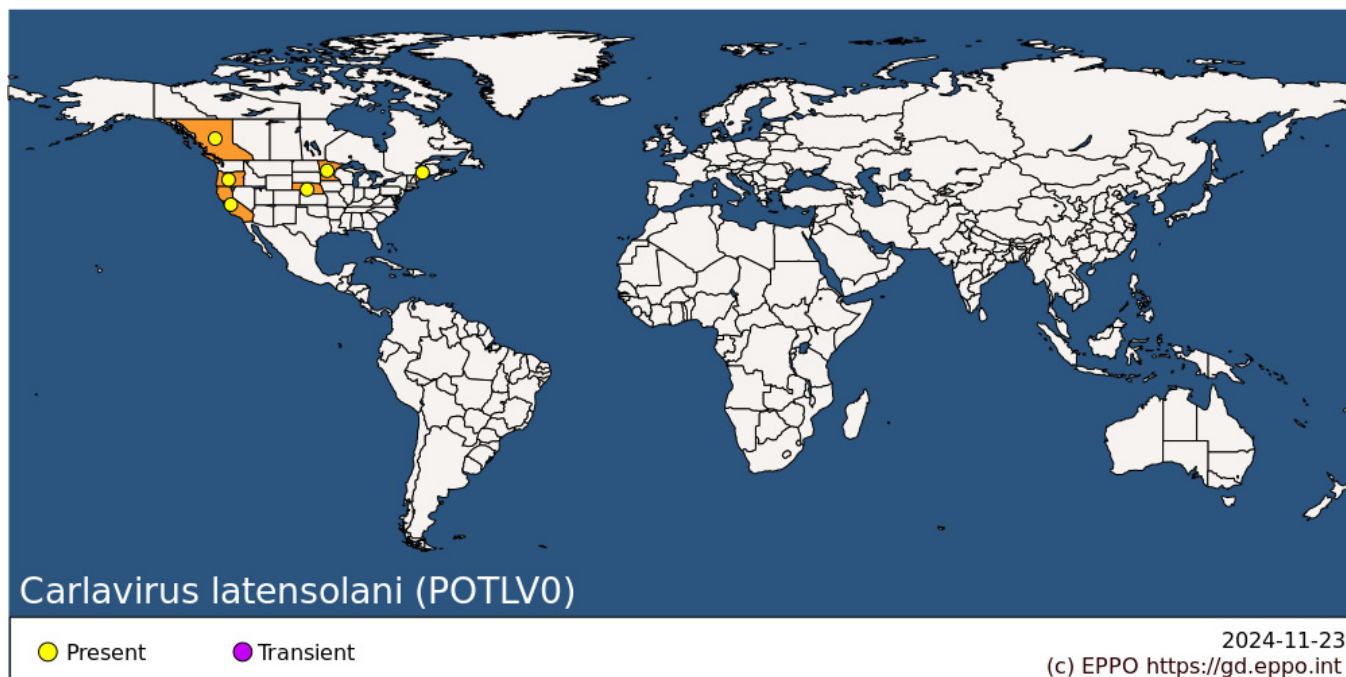 Carlavirus latensolani (POTLV0)
Present
Transient
2024-11-23
(c) EPPO https://gd.eppo.int